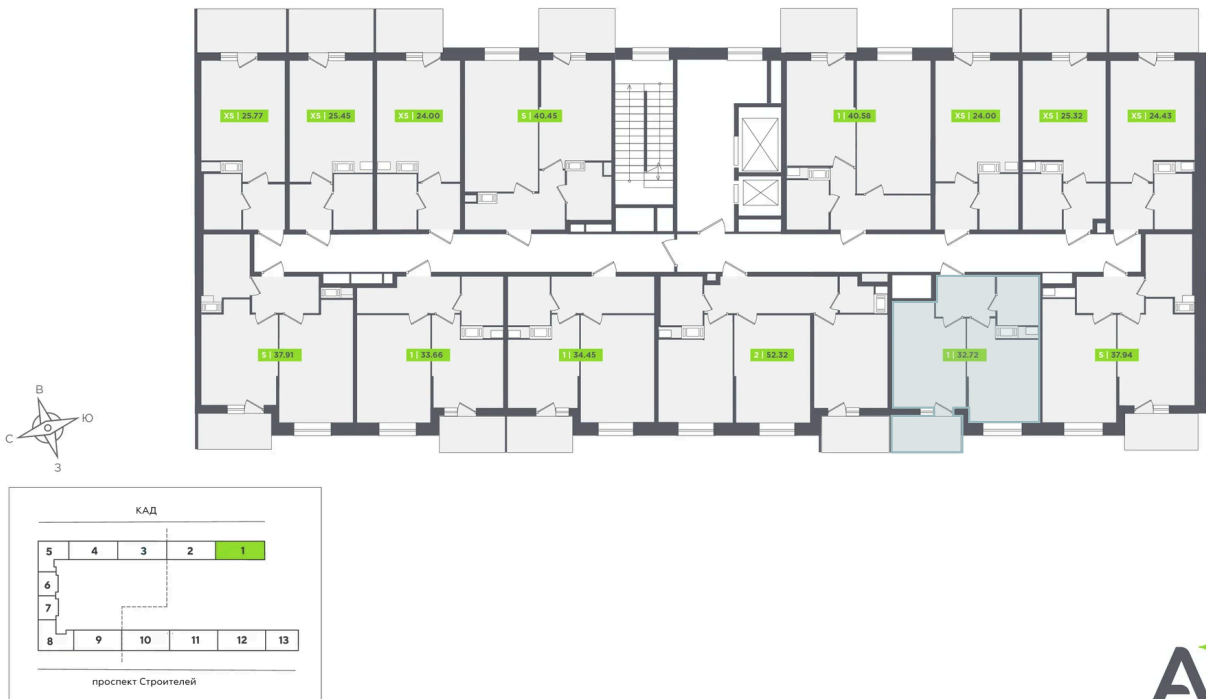 XS | 25.77
XS | 25.45
XS | 24.00
S | 40.45
1 | 40.58
XS | 24.00
XS | 25.32
XS | 24.43
S | 37.91
1 | 33.66
1 | 34.45
2 | 52.32
1 | 32.72
S | 37.94
В
Ю
С
З
КАД
5 4 3 2 1
6
7
8 9 10 11 12 13
проспект Строителей